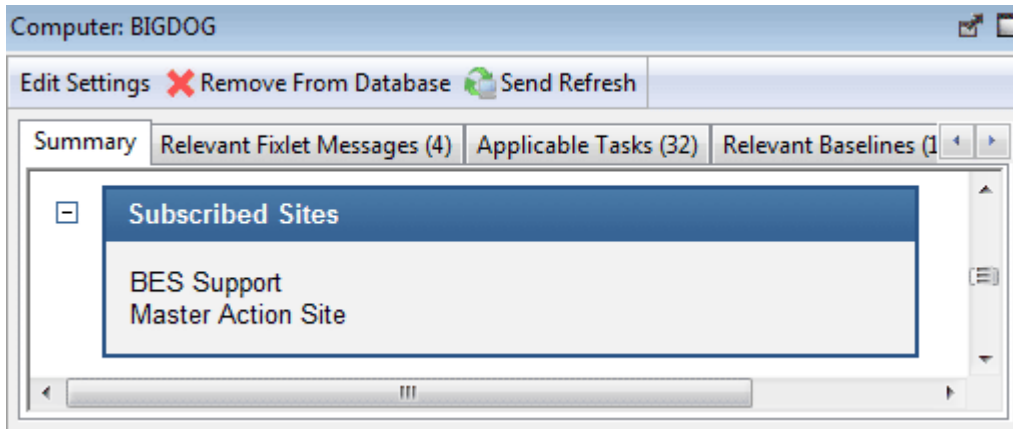 Computer: BIGDOG
Edit Settings Remove From Database Send Refresh
Summary Relevant Fixlet Messages (4) Applicable Tasks (32) Relevant Baselines (1
Subscribed Sites
BES Support
Master Action Site